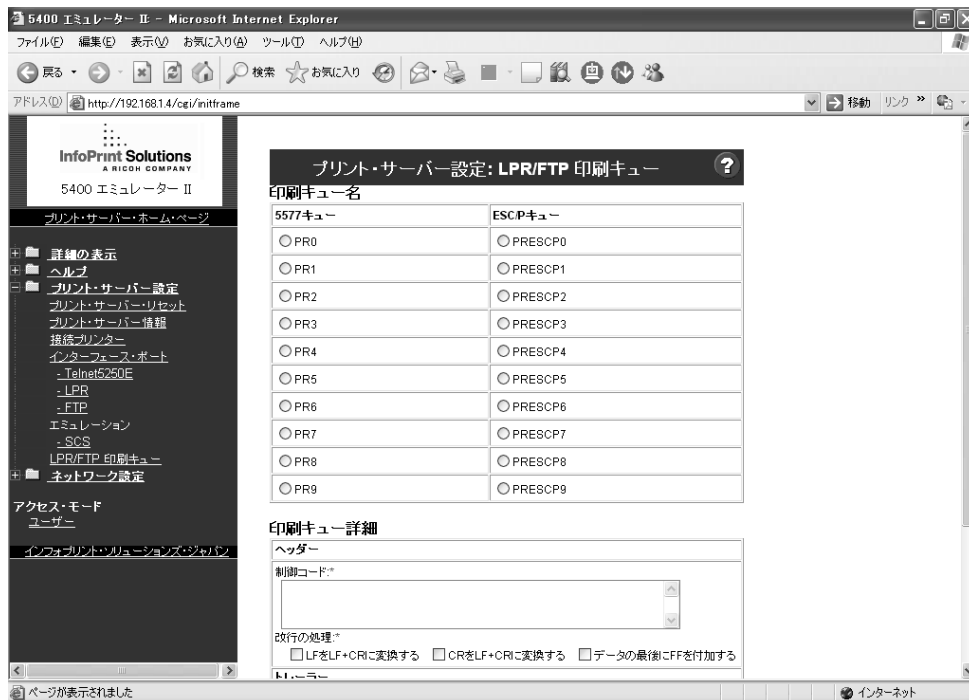 5400 エミュレーター II: - Microsoft Internet Explorer
ファイル(F) 編集(E) 表示(V) お気に入り(A) ツール(T) ヘルプ(H)
戻る 検索 お気に入り
アドレス(D) http://192.168.1.4/cgi/initframe 移動 リンク »
InfoPrint Solutions
A RICOH COMPANY
5400 エミュレーター II
プリント・サーバー・ホーム・ページ
詳細の表示
ヘルプ
プリント・サーバー設定
プリント・サーバー・リセット
プリント・サーバー情報
接続プリンター
インターフェース・ポート
- Telnet5250E
- LPR
- FTP
エミュレーション
- SCS
LPR/FTP 印刷キュー
ネットワーク設定
アクセス・モード
ユーザー
インフォプリント・ソリューションズ・ジャパン
プリント・サーバー設定: LPR/FTP 印刷キュー ?
印刷キュー名
5577キュー ESC/Pキュー
PR0 PRESCP0
PR1 PRESCP1
PR2 PRESCP2
PR3 PRESCP3
PR4 PRESCP4
PR5 PRESCP5
PR6 PRESCP6
PR7 PRESCP7
PR8 PRESCP8
PR9 PRESCP9
印刷キュー詳細
ヘッダー
制御コード:*
改行の処理:*
LFをLF+CRに変換する CRをLF+CRに変換する データの最後にFFを付加する
トレーラー
ページが表示されました インターネット